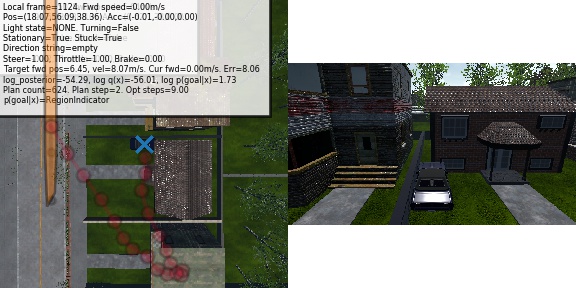 Local frame=1124. Fwd speed=0.00m/s
Pos=(18.07,56.09,38.36). Acc=(-0.01,-0.00,0.00)
Light state=NONE. Turning=False
Stationary=True. Stuck=True
Direction string=empty
Steer=1.00, Throttle=1.00, Brake=0.00
Target fwd pos=6.45, vel=8.07m/s. Cur fwd=0.00m/s. Err=8.06
log_posterior=-54.29, log q(x)=-56.01, log p(goal|x)=1.73
Plan count=624. Plan step=2. Opt steps=9.00
p(goal|x)=RegionIndicator